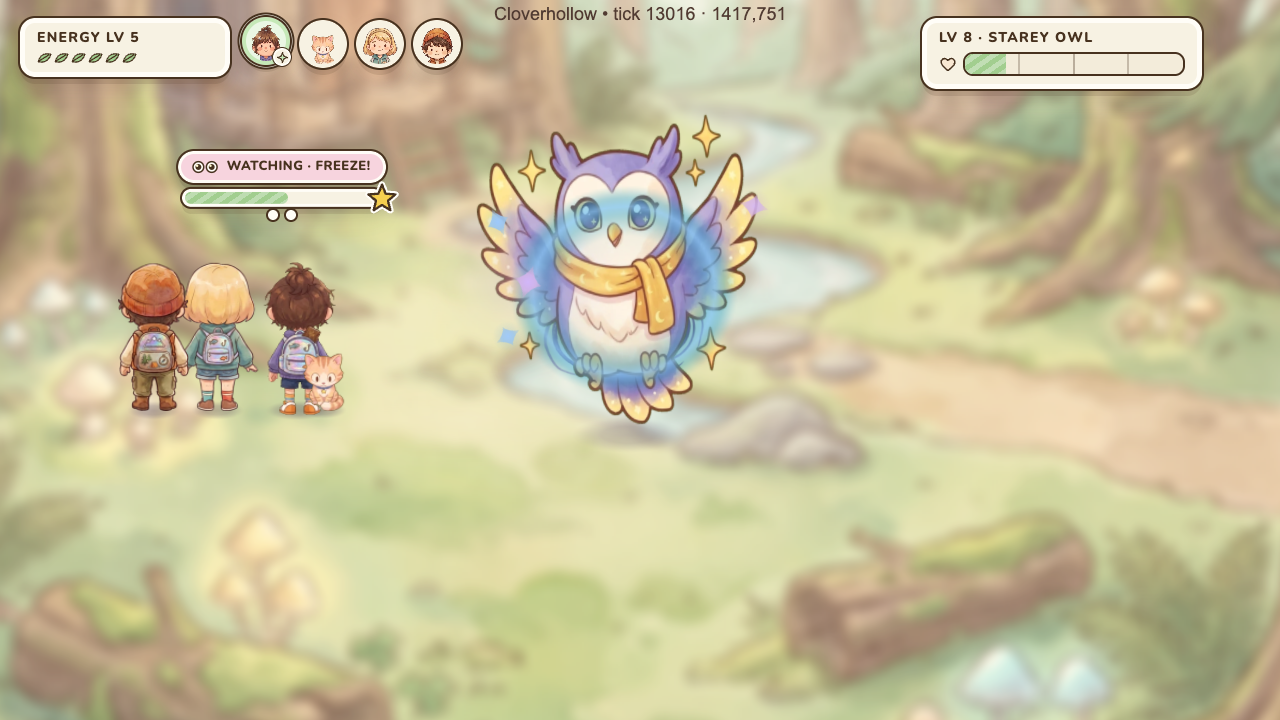 Cloverhollow • tick 13016 · 1417,751
ENERGY LV 5
LV 8 · STAREY OWL
WATCHING · FREEZE!